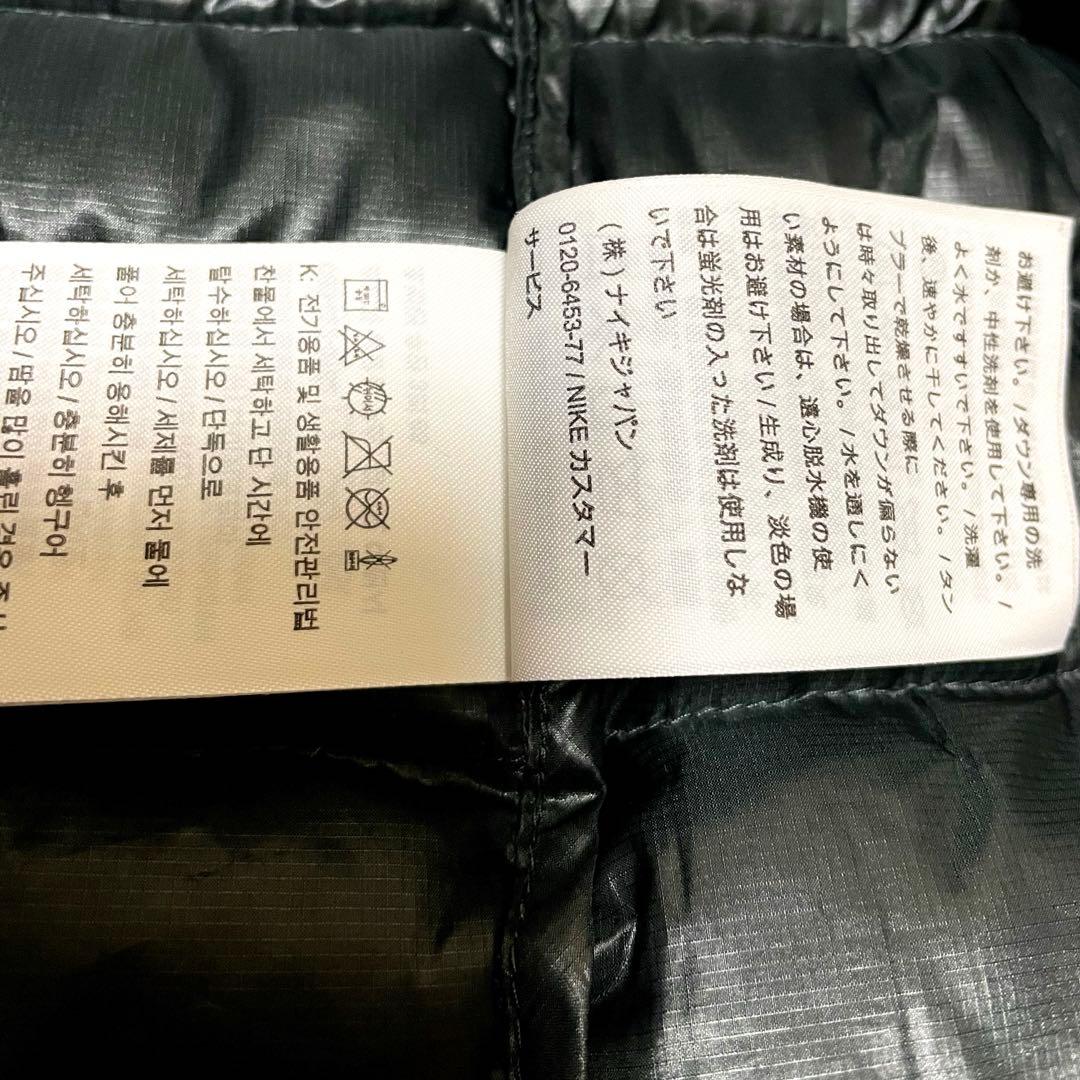 お避け下さい。/ダウン専用の洗
剤か、中性洗剤を使用して下さい。/
よく水ですすいで下さい。/洗濯
後、速やかに干してください。/タン
ブラーで乾燥させる際に
は時々取り出してダウンが偏らない
ようにして下さい。/水を通しにく
い素材の場合は、遠心脱水機の使
用はお避け下さい/生成り、淡色の場
合は蛍光剤の入った洗剤は使用しな
いで下さい
(株)ナイキジャパン
0120-6453-77/NIKEカスタマー
サービス
K: 전기용품 및 생활용품 안전관리법
찬물에서 세탁하고 단 시간에
탈수하십시오/단독으로
세탁하십시오/세제를 먼저 물에
풀어 충분히 용해시킨 후
세탁하십시오/충분히 헹구어
주십시오/땀을 많이 흘린 경우